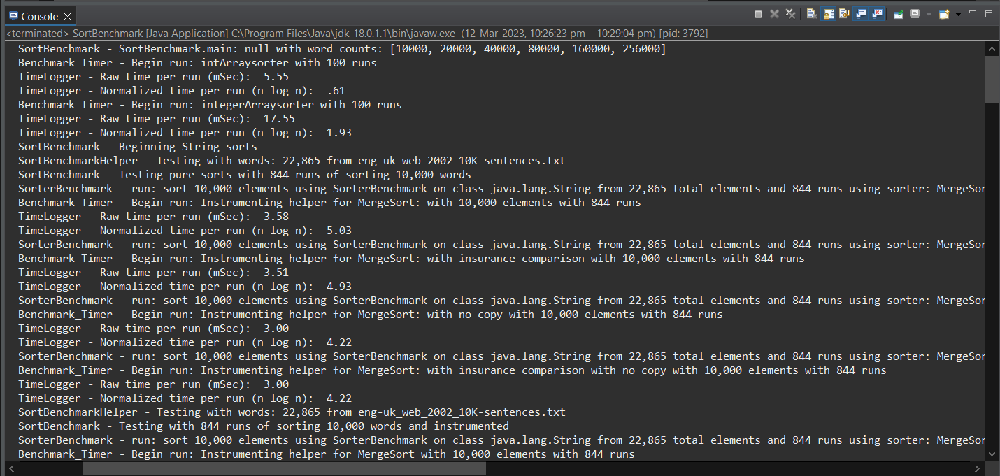 Console
<terminated> SortBenchmark [Java Application] C:\Program Files\Java\jdk-18.0.1.1\bin\javaw.exe (12-Mar-2023, 10:26:23 pm – 10:29:04 pm) [pid: 3792]
SortBenchmark - SortBenchmark.main: null with word counts: [10000, 20000, 40000, 80000, 160000, 256000]
Benchmark_Timer - Begin run: intArraysorter with 100 runs
TimeLogger - Raw time per run (mSec):  5.55
TimeLogger - Normalized time per run (n log n):  .61
Benchmark_Timer - Begin run: integerArraysorter with 100 runs
TimeLogger - Raw time per run (mSec):  17.55
TimeLogger - Normalized time per run (n log n):  1.93
SortBenchmark - Beginning String sorts
SortBenchmarkHelper - Testing with words: 22,865 from eng-uk_web_2002_10K-sentences.txt
SortBenchmark - Testing pure sorts with 844 runs of sorting 10,000 words
SorterBenchmark - run: sort 10,000 elements using SorterBenchmark on class java.lang.String from 22,865 total elements and 844 runs using sorter: MergeSor
Benchmark_Timer - Begin run: Instrumenting helper for MergeSort: with 10,000 elements with 844 runs
TimeLogger - Raw time per run (mSec):  3.58
TimeLogger - Normalized time per run (n log n):  5.03
SorterBenchmark - run: sort 10,000 elements using SorterBenchmark on class java.lang.String from 22,865 total elements and 844 runs using sorter: MergeSor
Benchmark_Timer - Begin run: Instrumenting helper for MergeSort: with insurance comparison with 10,000 elements with 844 runs
TimeLogger - Raw time per run (mSec):  3.51
TimeLogger - Normalized time per run (n log n):  4.93
SorterBenchmark - run: sort 10,000 elements using SorterBenchmark on class java.lang.String from 22,865 total elements and 844 runs using sorter: MergeSor
Benchmark_Timer - Begin run: Instrumenting helper for MergeSort: with no copy with 10,000 elements with 844 runs
TimeLogger - Raw time per run (mSec):  3.00
TimeLogger - Normalized time per run (n log n):  4.22
SorterBenchmark - run: sort 10,000 elements using SorterBenchmark on class java.lang.String from 22,865 total elements and 844 runs using sorter: MergeSor
Benchmark_Timer - Begin run: Instrumenting helper for MergeSort: with insurance comparison with no copy with 10,000 elements with 844 runs
TimeLogger - Raw time per run (mSec):  3.00
TimeLogger - Normalized time per run (n log n):  4.22
SortBenchmarkHelper - Testing with words: 22,865 from eng-uk_web_2002_10K-sentences.txt
SortBenchmark - Testing with 844 runs of sorting 10,000 words and instrumented
SorterBenchmark - run: sort 10,000 elements using SorterBenchmark on class java.lang.String from 22,865 total elements and 844 runs using sorter: MergeSor
Benchmark_Timer - Begin run: Instrumenting helper for MergeSort with 10,000 elements with 844 runs